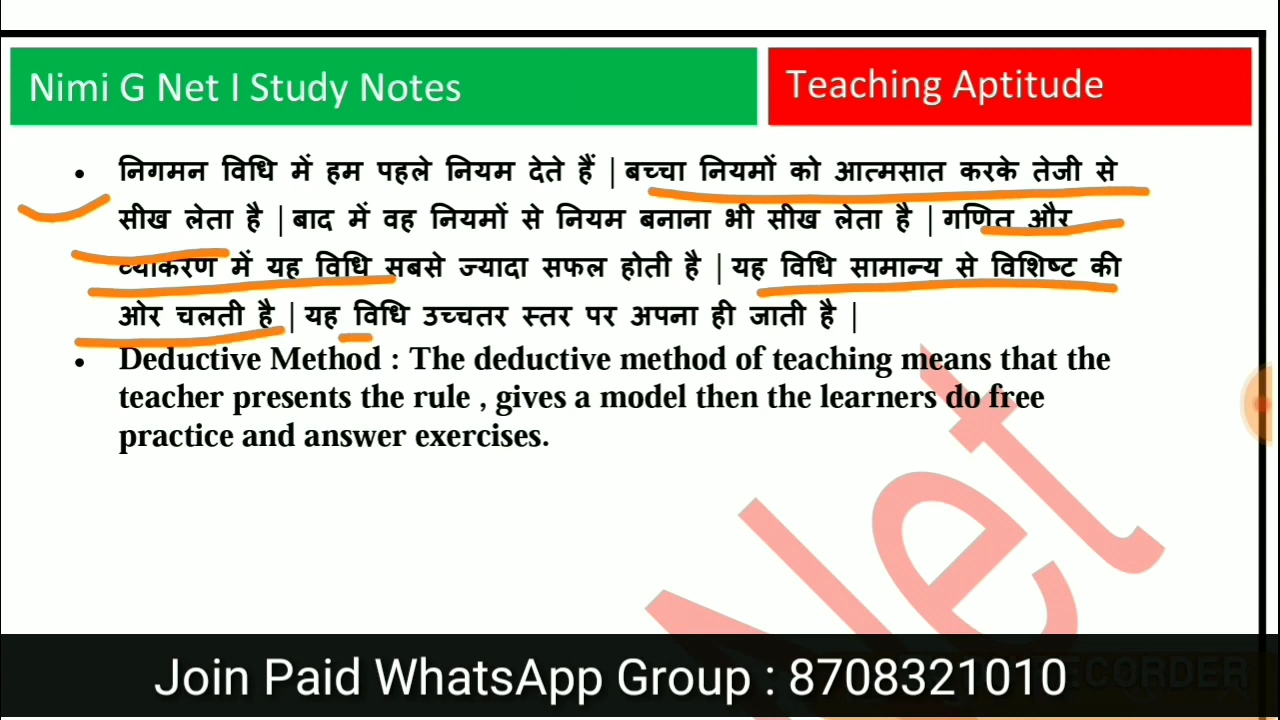 Nimi G Net I Study Notes
Teaching Aptitude
• निगमन विधि में हम पहले नियम देते हैं | बच्चा नियमों को आत्मसात करके तेजी से
सीख लेता है | बाद में वह नियमों से नियम बनाना भी सीख लेता है | गणित और
व्याकरण में यह विधि सबसे ज्यादा सफल होती है | यह विधि सामान्य से विशिष्ट की
ओर चलती है | यह विधि उच्चतर स्तर पर अपना ही जाती है |
• Deductive Method : The deductive method of teaching means that the
teacher presents the rule , gives a model then the learners do free
practice and answer exercises.
Net
Join Paid WhatsApp Group : 8708321010
RECORDER